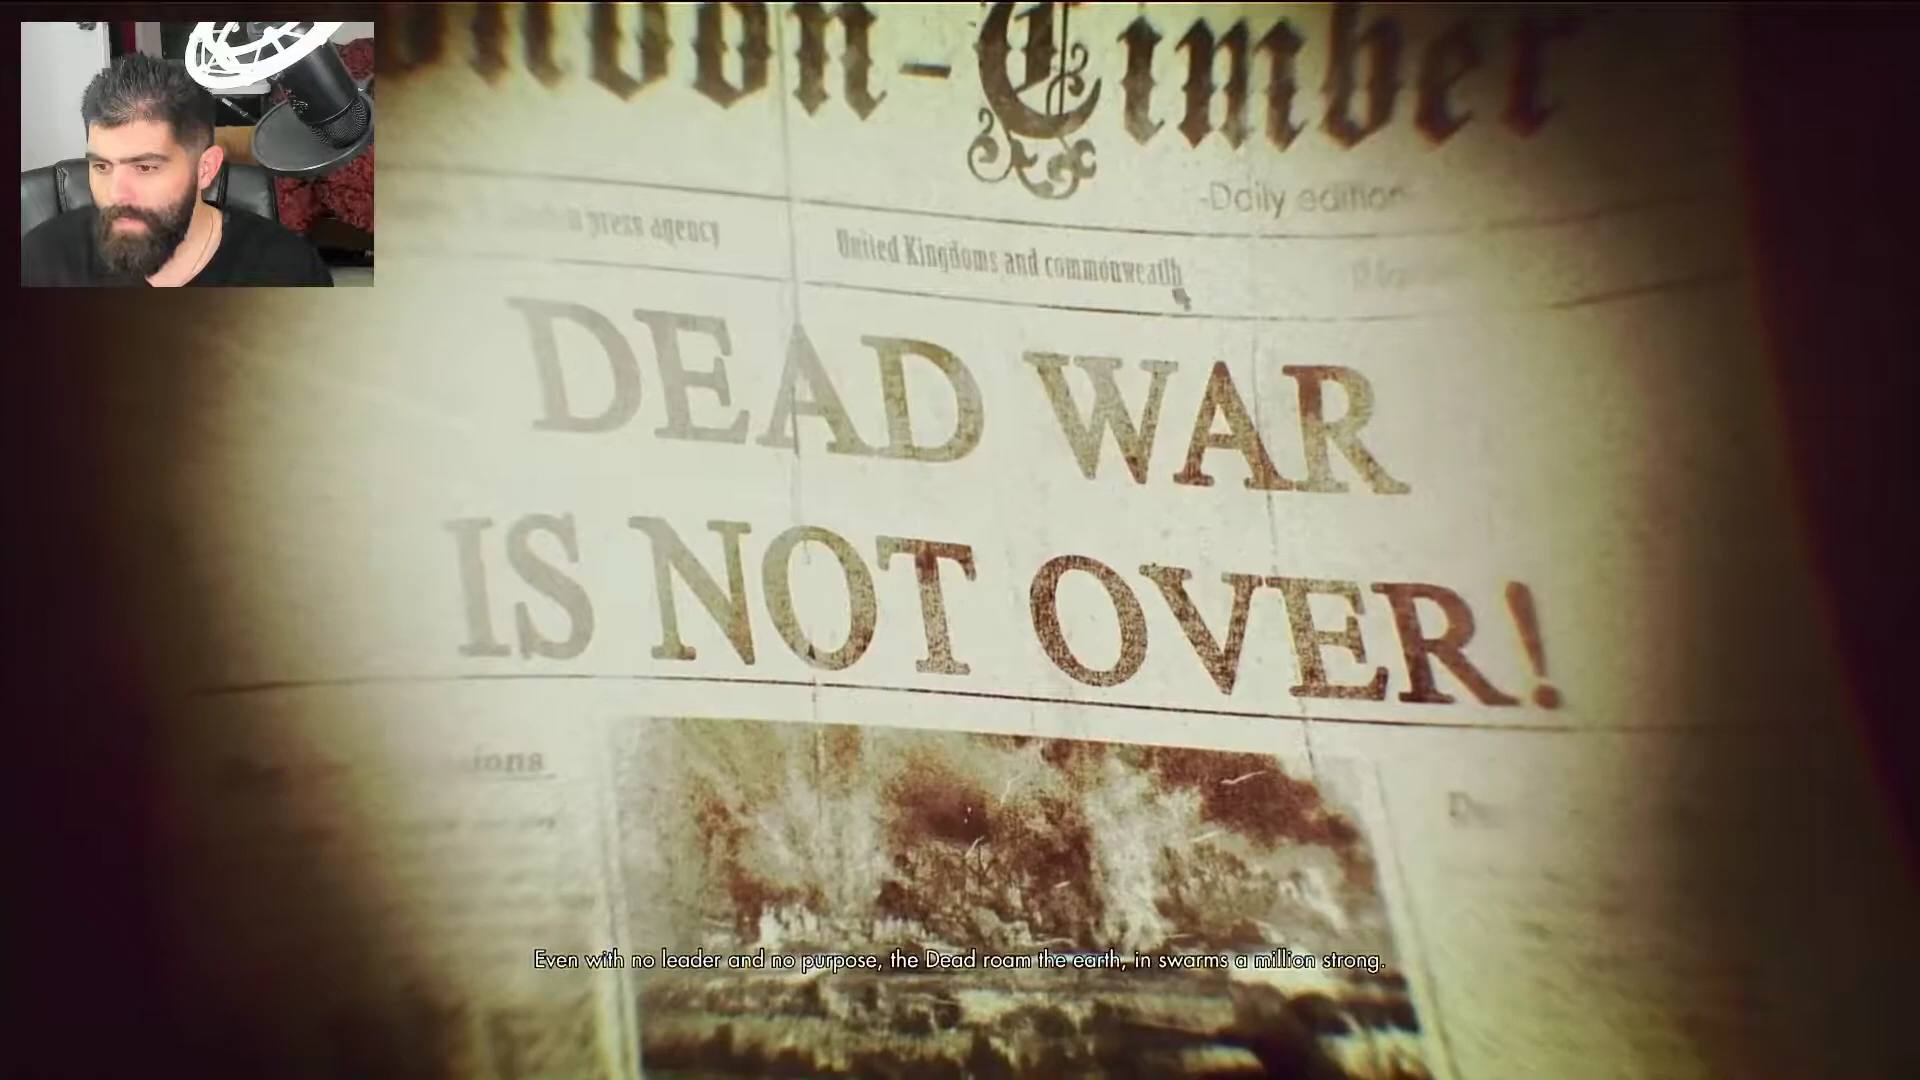 -Daily edition-
press agency
United Kingdoms and commonweatlh
DEAD WAR
IS NOT OVER!
Even with no leader and no purpose, the Dead roam the earth, in swarms a million strong.